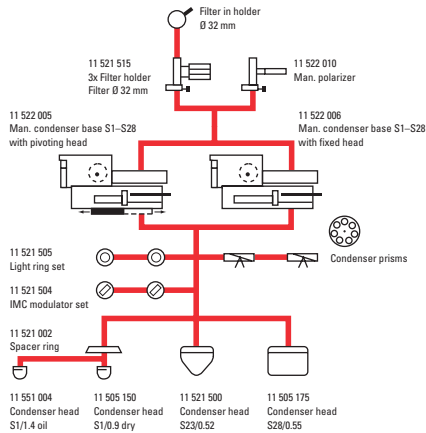 Filter in holder
Ø 32 mm
11 521 515
3x Filter holder
Filter Ø 32 mm
11 522 010
Man. polarizer
11 522 005
Man. condenser base S1–S28
with pivoting head
11 522 006
Man. condenser base S1–S28
with fixed head
11 521 505
Light ring set
Condenser prisms
11 521 504
IMC modulator set
11 521 002
Spacer ring
11 551 004
Condenser head
S1/1.4 oil
11 505 150
Condenser head
S1/0.9 dry
11 521 500
Condenser head
S23/0.52
11 505 175
Condenser head
S28/0.55